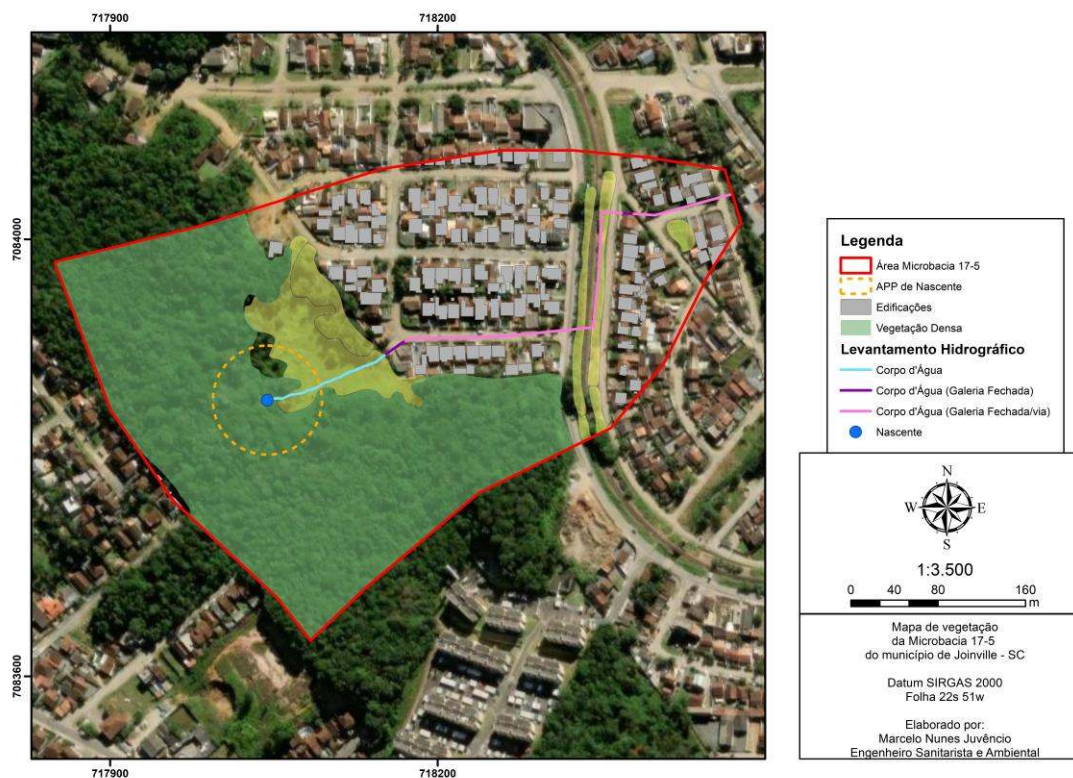 717900
718200
7084000
7083600
717900
718200
Legenda
Área Microbacia 17-5
APP de Nascente
Edificações
Vegetação Densa
Levantamento Hidrográfico
Corpo d'Água
Corpo d'Água (Galeria Fechada)
Corpo d'Água (Galeria Fechada/via)
Nascente
N
W
E
S
1:3.500
0 40 80 160
m
Mapa de vegetação
da Microbacia 17-5
do município de Joinville - SC
Datum SIRGAS 2000
Folha 22s 51w
Elaborado por:
Marcelo Nunes Juvêncio
Engenheiro Sanitarista e Ambiental